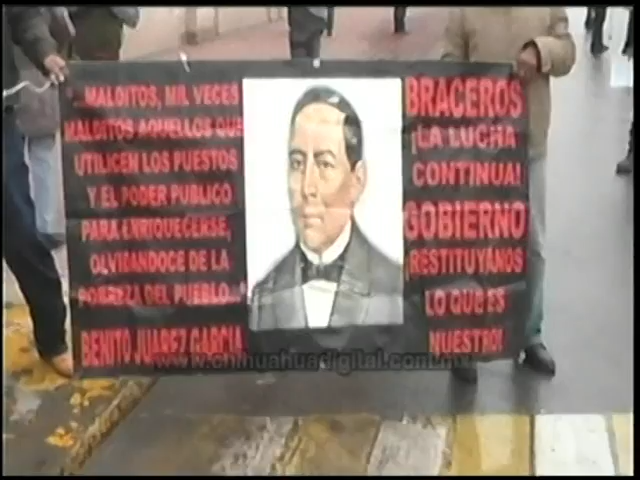 "...MALDITOS, MIL VECES
MALDITOS AQUELLOS QUE
UTILICEN LOS PUESTOS
Y EL PODER PUBLICO
PARA ENRIQUECERSE,
OLVIDANDOCE DE LA
POBREZA DEL PUEBLO..."
BENITO JUAREZ GARCIA
BRACEROS
¡LA LUCHA
CONTINUA!
GOBIERNO
¡RESTITUYANOS
LO QUE ES
NUESTRO!
www.chihuahuadigital.com.mx